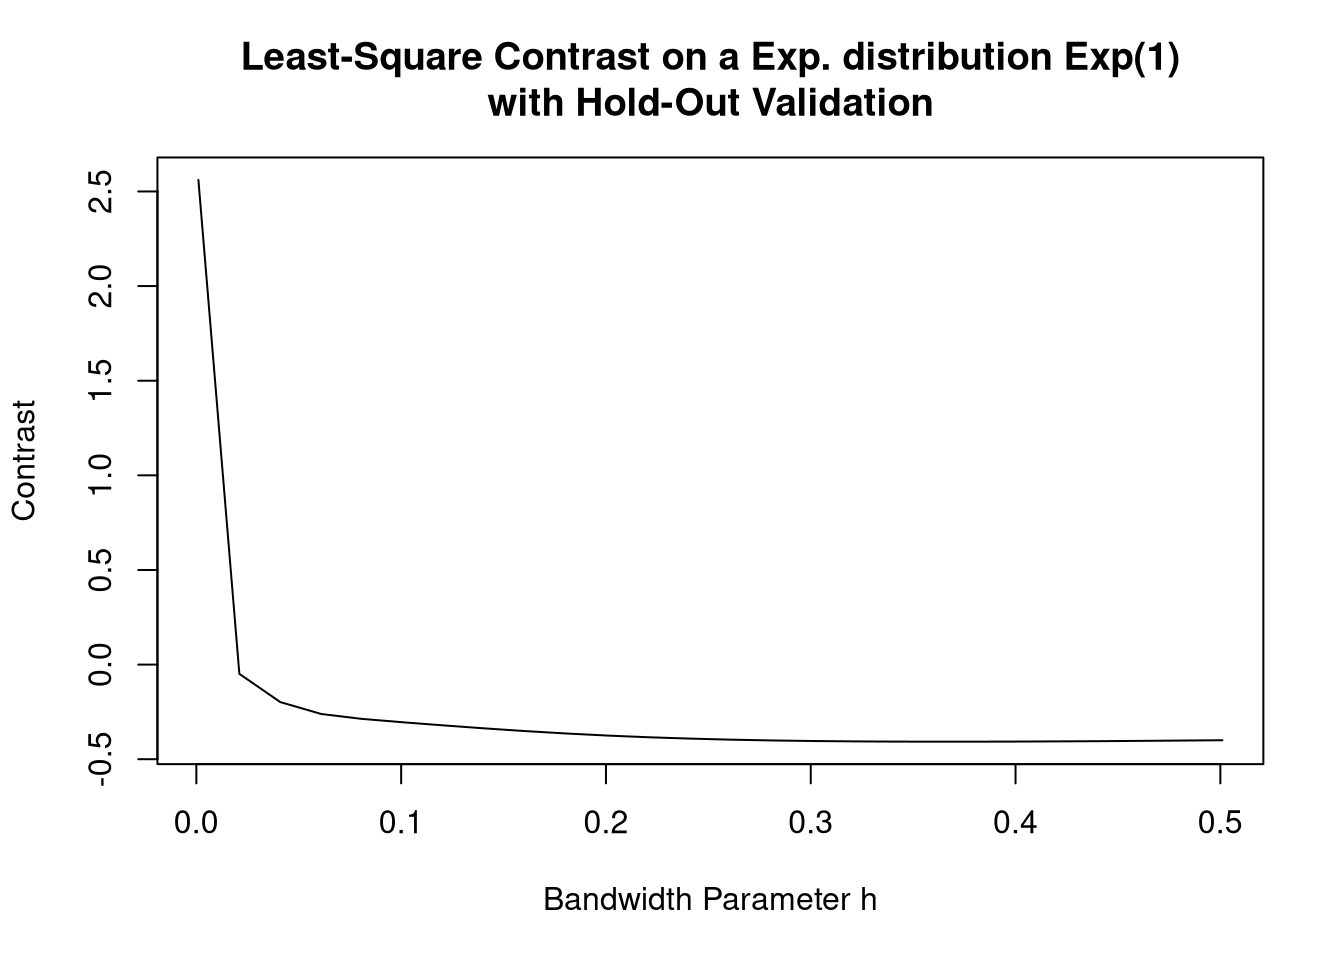 Least-Square Contrast on a Exp. distribution Exp(1)
with Hold-Out Validation
2.5
2.0
1.5
1.0
0.5
0.0
-0.5
Contrast
0.0 0.1 0.2 0.3 0.4 0.5
Bandwidth Parameter h